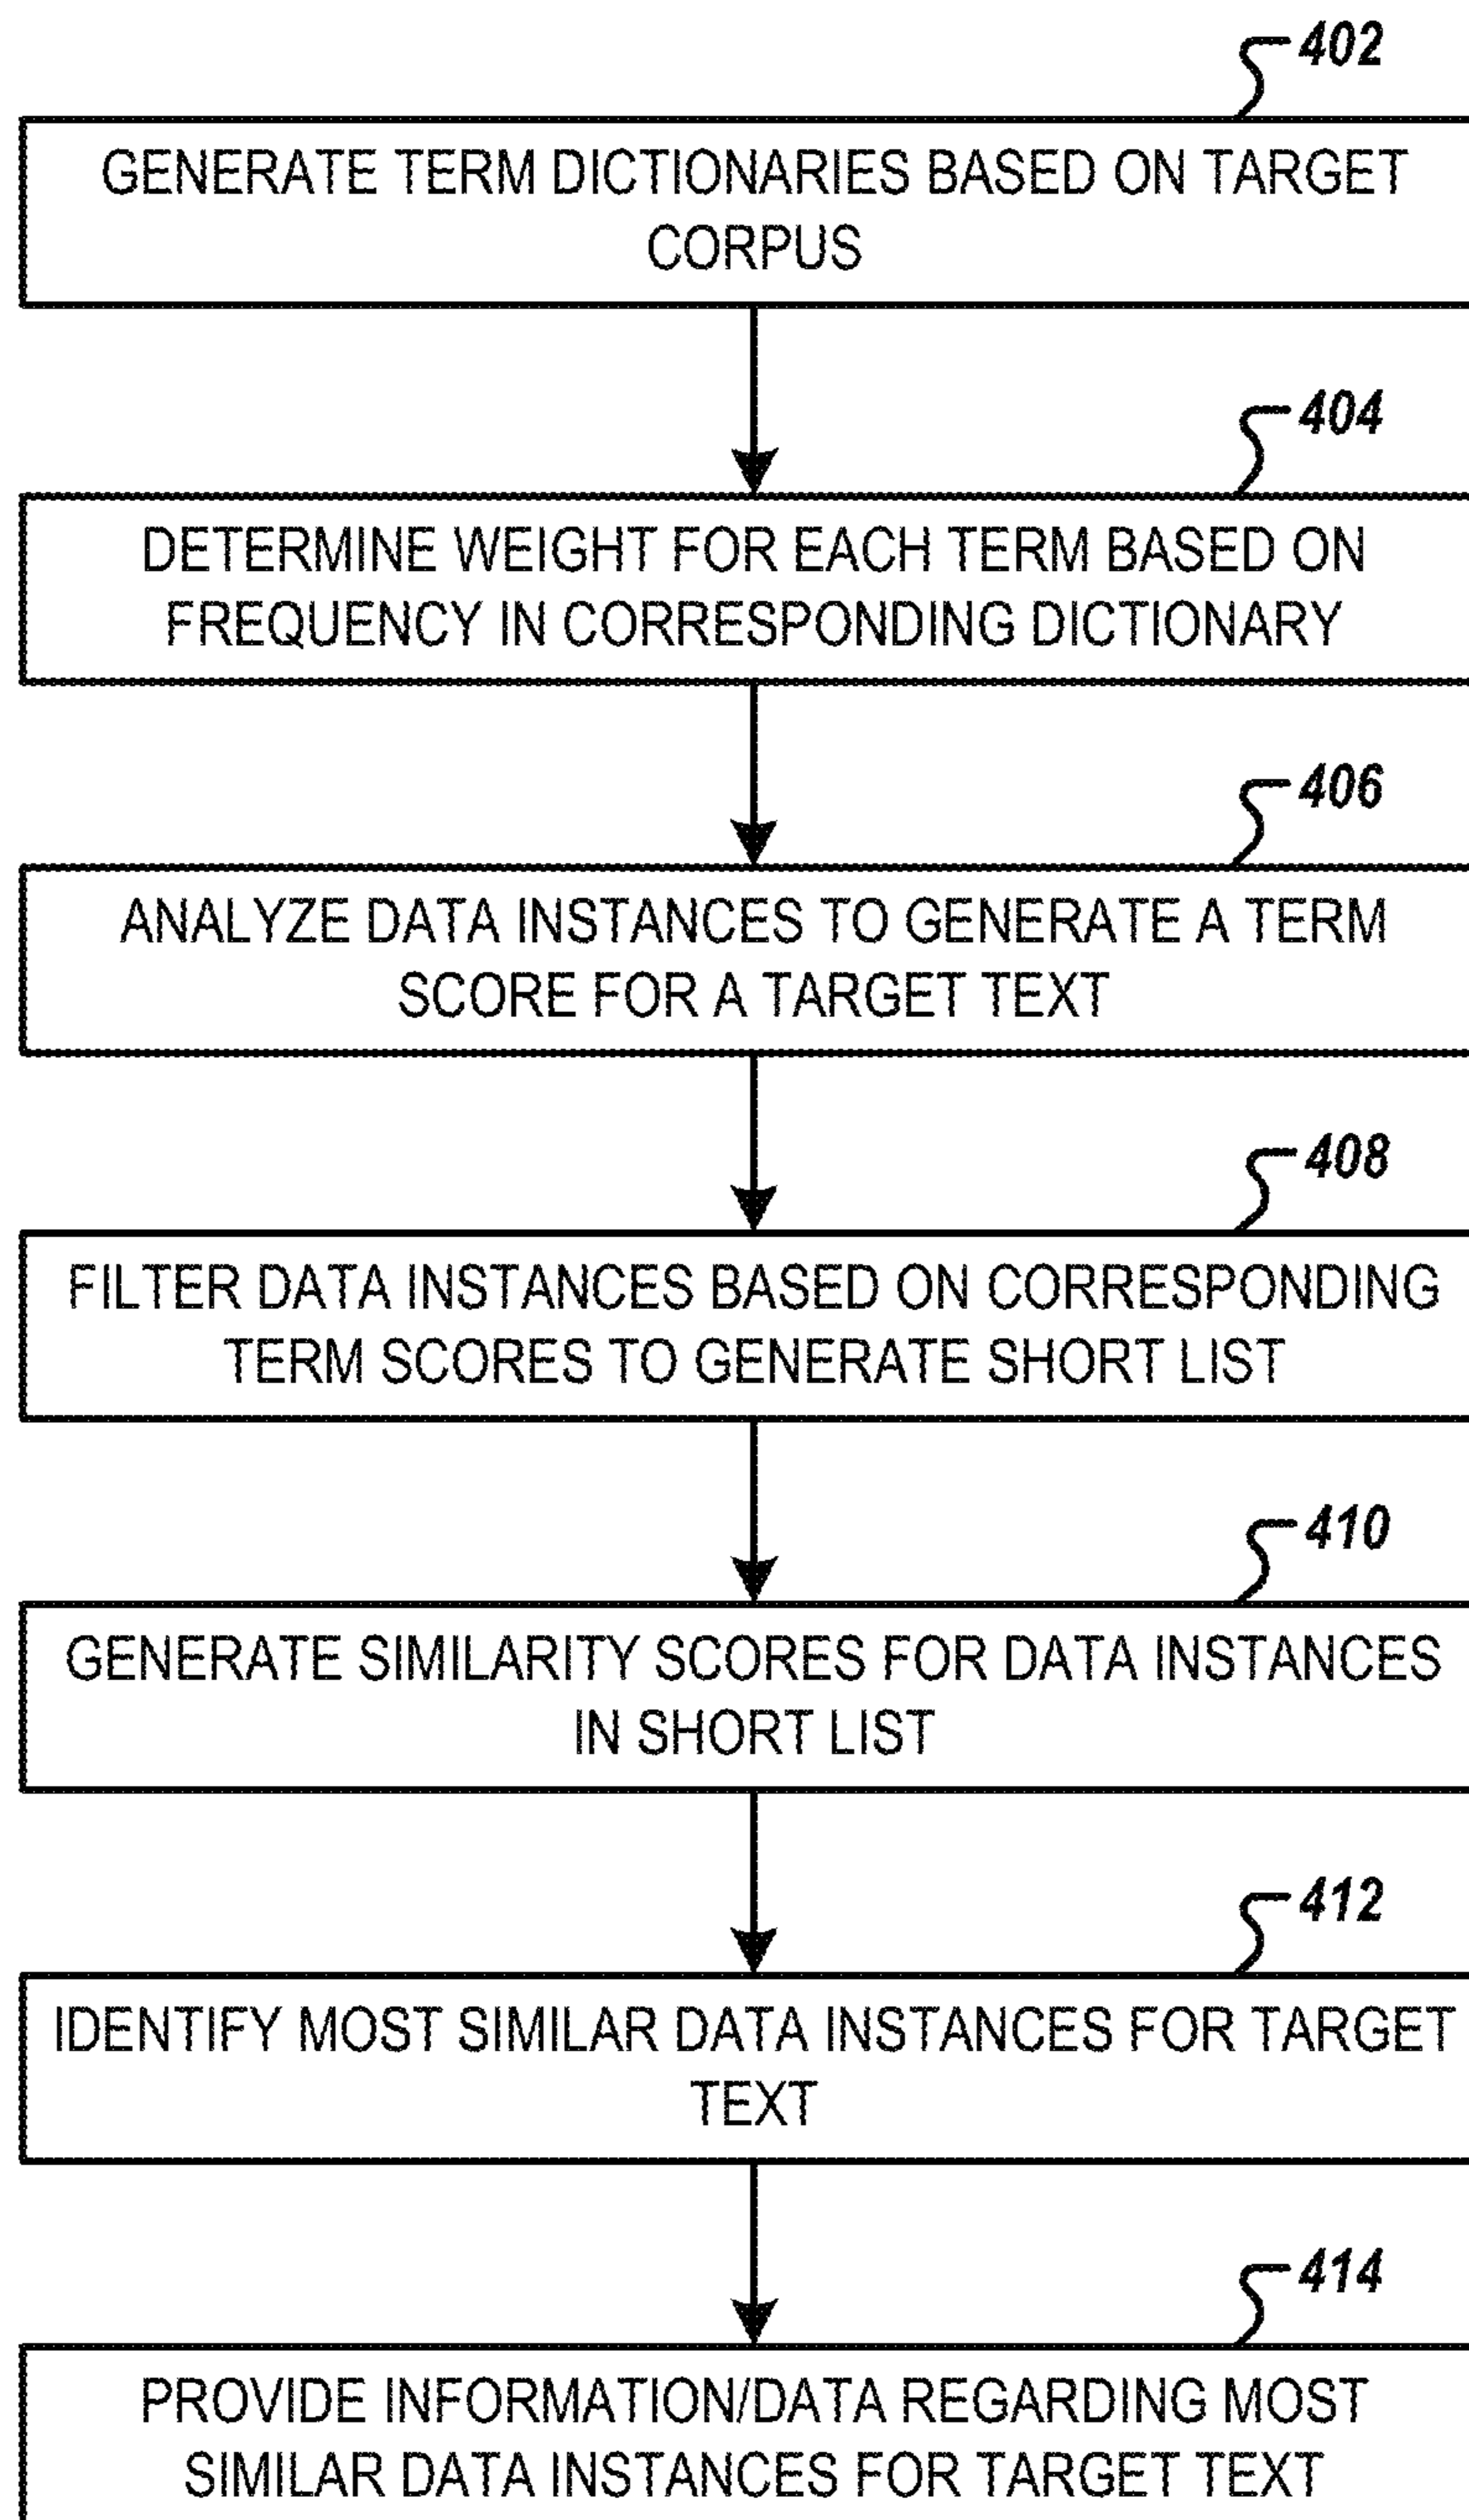 402
GENERATE TERM DICTIONARIES BASED ON TARGET
CORPUS
404
DETERMINE WEIGHT FOR EACH TERM BASED ON
FREQUENCY IN CORRESPONDING DICTIONARY
406
ANALYZE DATA INSTANCES TO GENERATE A TERM
SCORE FOR A TARGET TEXT
408
FILTER DATA INSTANCES BASED ON CORRESPONDING
TERM SCORES TO GENERATE SHORT LIST
410
GENERATE SIMILARITY SCORES FOR DATA INSTANCES
IN SHORT LIST
412
IDENTIFY MOST SIMILAR DATA INSTANCES FOR TARGET
TEXT
414
PROVIDE INFORMATION/DATA REGARDING MOST
SIMILAR DATA INSTANCES FOR TARGET TEXT